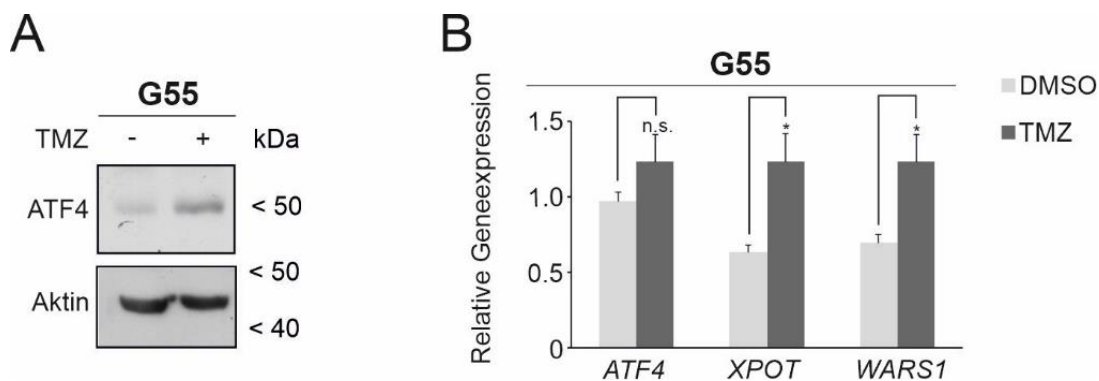 A
G55
TMZ - + kDa
ATF4 < 50
< 50
Aktin
< 40
B
G55
DMSO
TMZ
Relative Geneexpression
1.5
1.0
0.5
0
n.s.
*
*
ATF4 XPOT WARS1